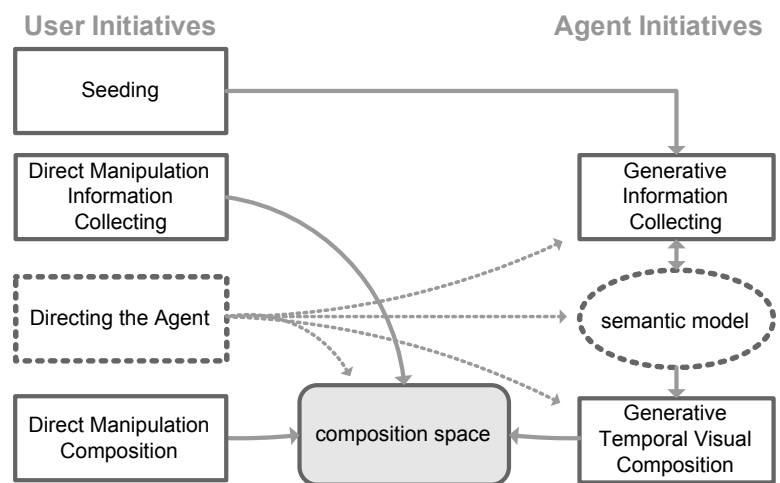 User Initiatives
Agent Initiatives
Seeding
Direct Manipulation
Information
Collecting
Generative
Information
Collecting
Directing the Agent
semantic model
Direct Manipulation
Composition
composition space
Generative
Temporal Visual
Composition